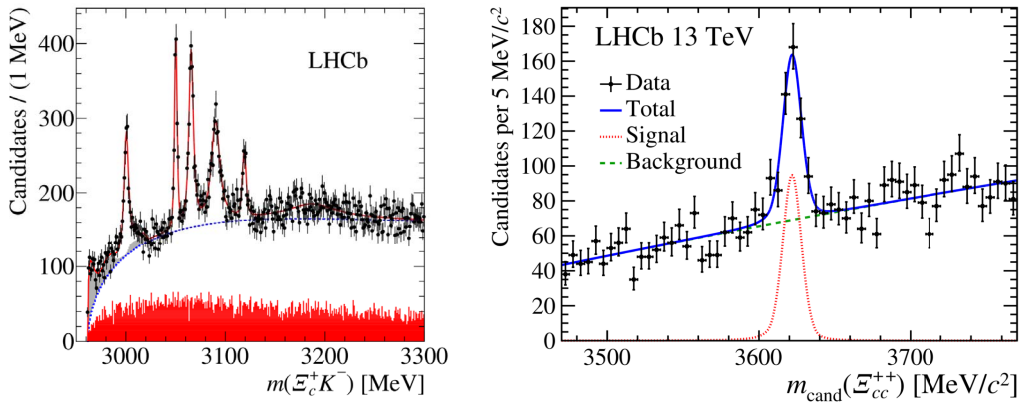 Candidates / (1 MeV)
400
300
200
100
0
LHCb
3000
3100
3200
3300
m(Ξc+K−) [MeV]
Candidates per 5 MeV/c²
180
160
140
120
100
80
60
40
20
0
LHCb 13 TeV
Data
Total
Signal
Background
3500
3600
3700
mcand(Ξcc++) [MeV/c²]